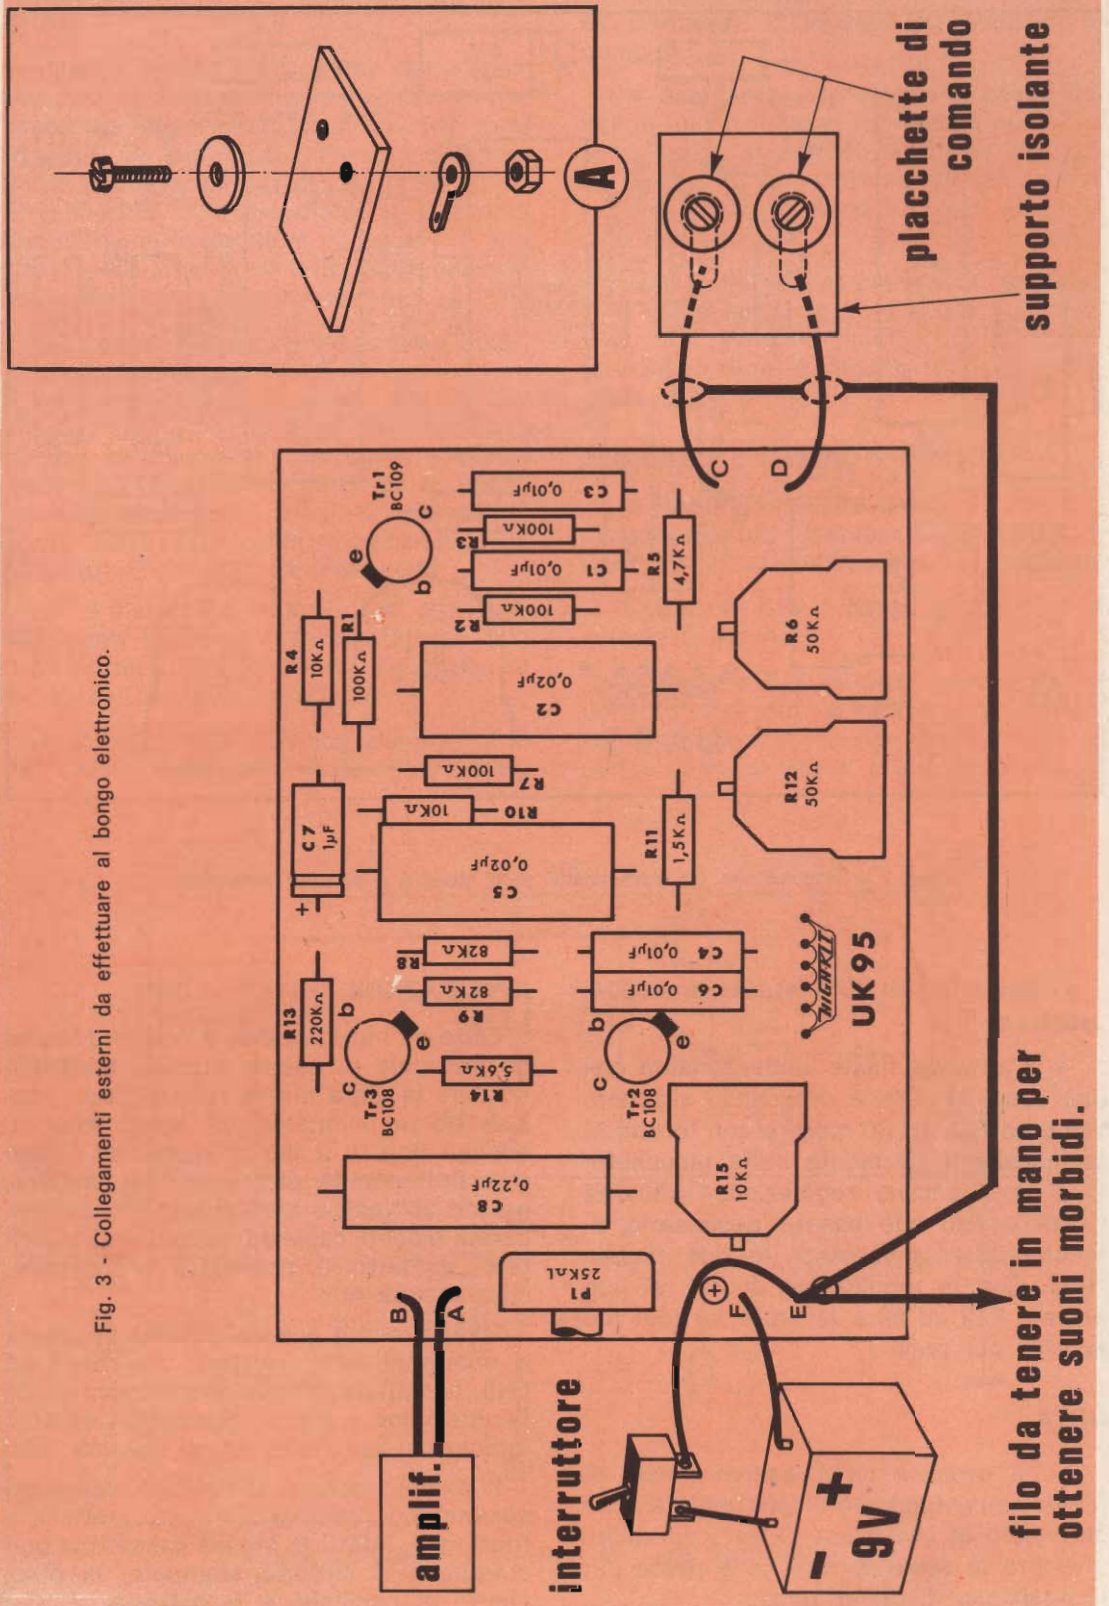 Fig. 3 - Collegamenti esterni da effettuare al bongo elettronico.
A
placchette di
comando
supporto isolante
amplif.
B
A
interruttore
- +
9V
filo da tenere in mano per
ottenere suoni morbidi.
C8
0,22µF
P1
25KΩL
R15
10KΩ
+
F
E
R13
220KΩ
c
b
e
Tr3
BC108
R14
5,6KΩ
R9
82KΩ
R8
82KΩ
c
b
e
Tr2
BC108
C6 0,01µF
C4 0,01µF
HIGH-KIT
UK95
+
C7
1µF
C5
0,02µF
R10
10KΩ
R7
100KΩ
R11
1,5KΩ
R12
50KΩ
R4
10KΩ
R1
100KΩ
C2
0,02µF
R2
100KΩ
C1 0,01µF
R3
100KΩ
C3 0,01µF
Tr1
BC109
e
b
c
R5
4,7KΩ
R6
50KΩ
C
D